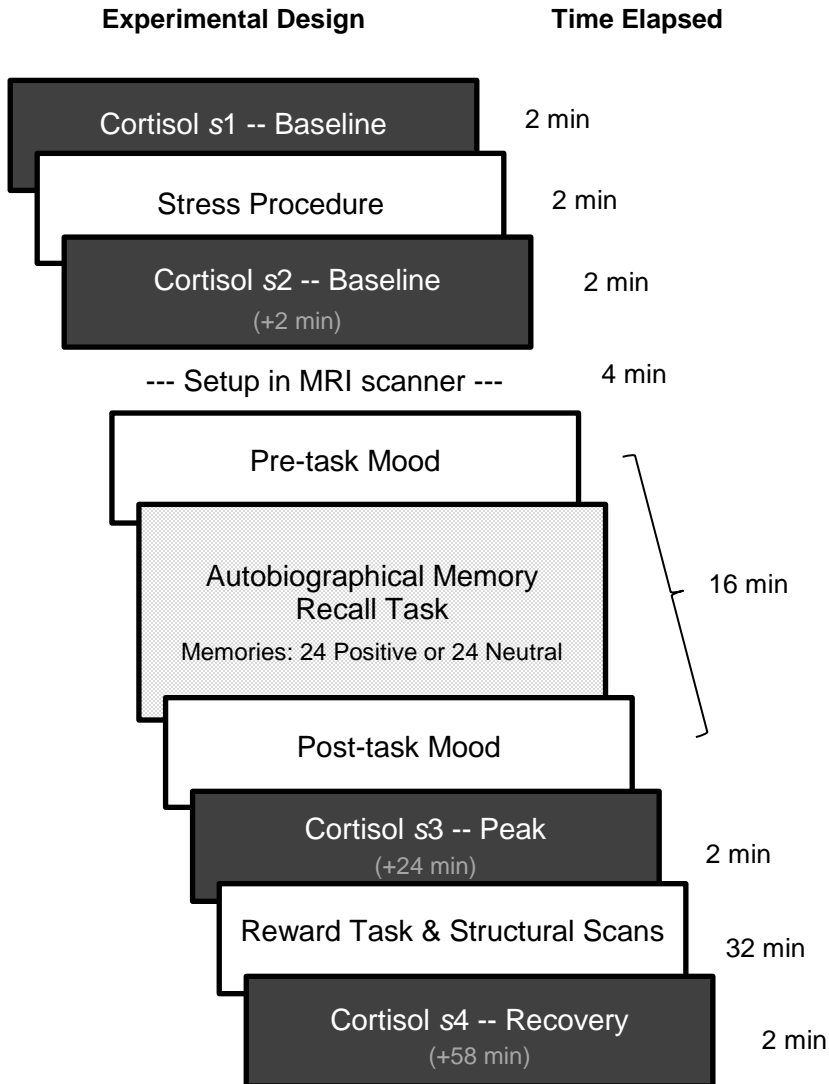 Experimental Design Time Elapsed
Cortisol s1 -- Baseline 2 min
Stress Procedure 2 min
Cortisol s2 -- Baseline 2 min
(+2 min)
--- Setup in MRI scanner --- 4 min
Pre-task Mood
Autobiographical Memory
Recall Task
16 min
Memories: 24 Positive or 24 Neutral
Post-task Mood
Cortisol s3 -- Peak
(+24 min) 2 min
Reward Task & Structural Scans 32 min
Cortisol s4 -- Recovery
(+58 min) 2 min